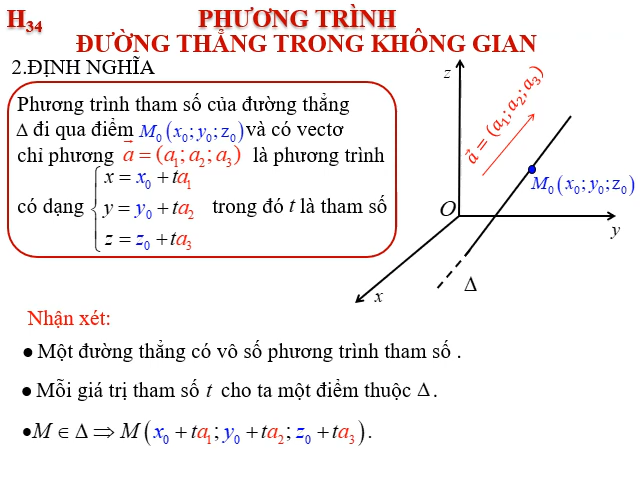 H34 PHƯƠNG TRÌNH
ĐƯỜNG THẲNG TRONG KHÔNG GIAN
2.ĐỊNH NGHĨA
Phương trình tham số của đường thẳng
Δ đi qua điểm M₀(x₀;y₀;z₀) và có vectơ
chỉ phương a⃗ = (a₁; a₂; a₃) là phương trình
có dạng { x = x₀ + ta₁
y = y₀ + ta₂ trong đó t là tham số
z = z₀ + ta₃
z
a⃗ = (a₁; a₂; a₃)
M₀(x₀; y₀; z₀)
O
y
x
Δ
Nhận xét:
● Một đường thẳng có vô số phương trình tham số .
● Mỗi giá trị tham số t cho ta một điểm thuộc Δ.
●M ∈ Δ ⇒ M(x₀ + ta₁; y₀ + ta₂; z₀ + ta₃).